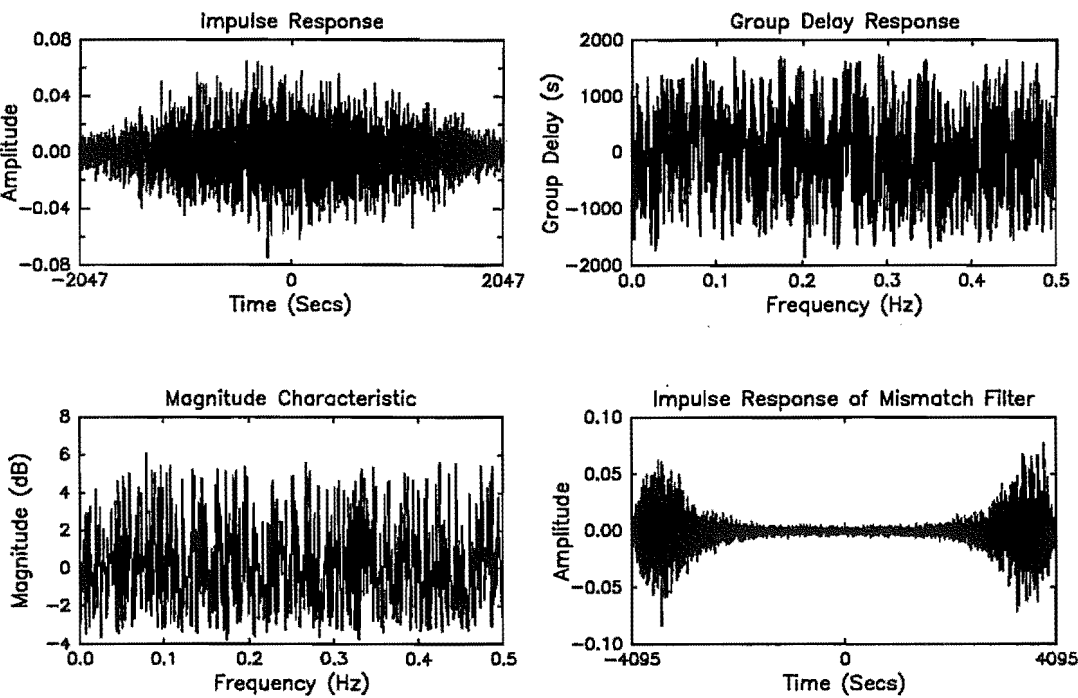 Impulse Response
0.08
0.04
0.00
−0.04
−0.08
Amplitude
−2047 0 2047
Time (Secs)
Group Delay Response
2000
1000
0
−1000
−2000
Group Delay (s)
0.0 0.1 0.2 0.3 0.4 0.5
Frequency (Hz)
Magnitude Characteristic
8
6
4
2
0
−2
−4
Magnitude (dB)
0.0 0.1 0.2 0.3 0.4 0.5
Frequency (Hz)
Impulse Response of Mismatch Filter
0.10
0.05
0.00
−0.05
−0.10
Amplitude
−4095 0 4095
Time (Secs)